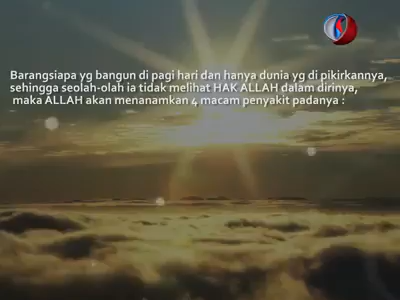 Barangsiapa yg bangun di pagi hari dan hanya dunia yg di pikirkannya,
sehingga seolah-olah ia tidak melihat HAK ALLAH dalam dirinya,
maka ALLAH akan menanamkan 4 macam penyakit padanya :